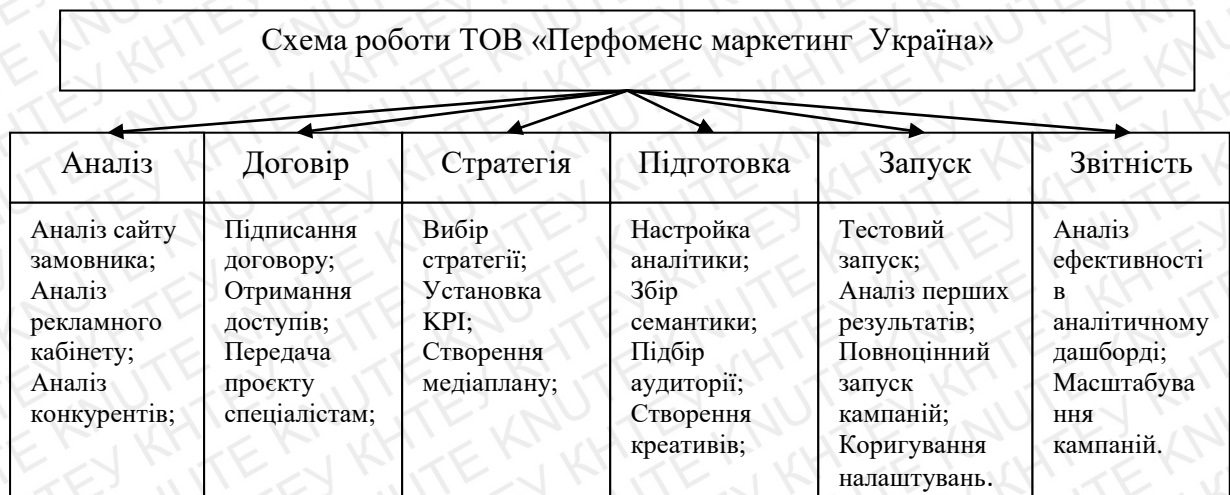 Схема роботи ТОВ «Перфоменс маркетинг Україна»
Аналіз
Договір
Стратегія
Підготовка
Запуск
Звітність
Аналіз сайту
замовника;
Аналіз
рекламного
кабінету;
Аналіз
конкурентів;
Підписання
договору;
Отримання
доступів;
Передача
проєкту
спеціалістам;
Вибір
стратегії;
Установка
KPI;
Створення
медіаплану;
Настройка
аналітики;
Збір
семантики;
Підбір
аудиторії;
Створення
креативів;
Тестовий
запуск;
Аналіз перших
результатів;
Повноцінний
запуск
кампаній;
Коригування
налаштувань.
Аналіз
ефективності
в
аналітичному
дашборді;
Масштабува
ння
кампаній.